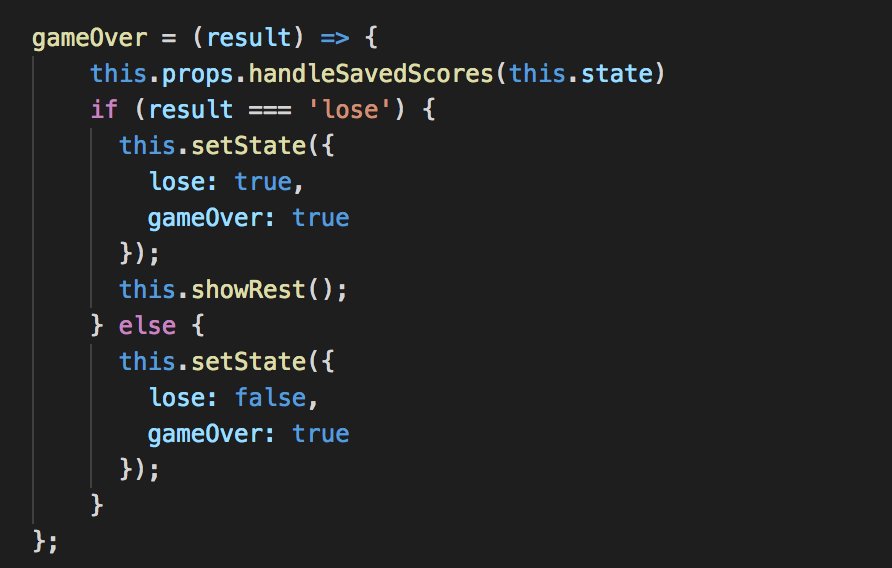 gameOver = (result) => {
    this.props.handleSavedScores(this.state)
    if (result === 'lose') {
      this.setState({
        lose: true,
        gameOver: true
      });
      this.showRest();
    } else {
      this.setState({
        lose: false,
        gameOver: true
      });
    }
};